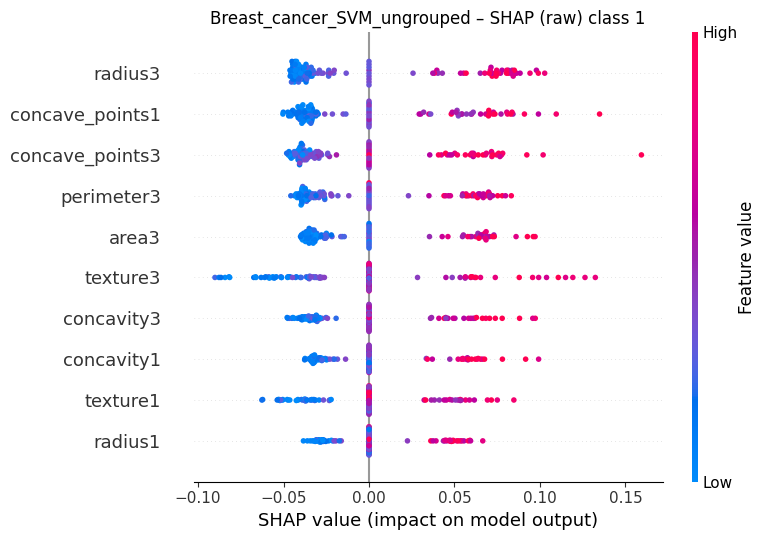 Breast_cancer_SVM_ungrouped – SHAP (raw) class 1
radius3
concave_points1
concave_points3
perimeter3
area3
texture3
concavity3
concavity1
texture1
radius1
−0.10 −0.05 0.00 0.05 0.10 0.15
SHAP value (impact on model output)
High
Feature value
Low